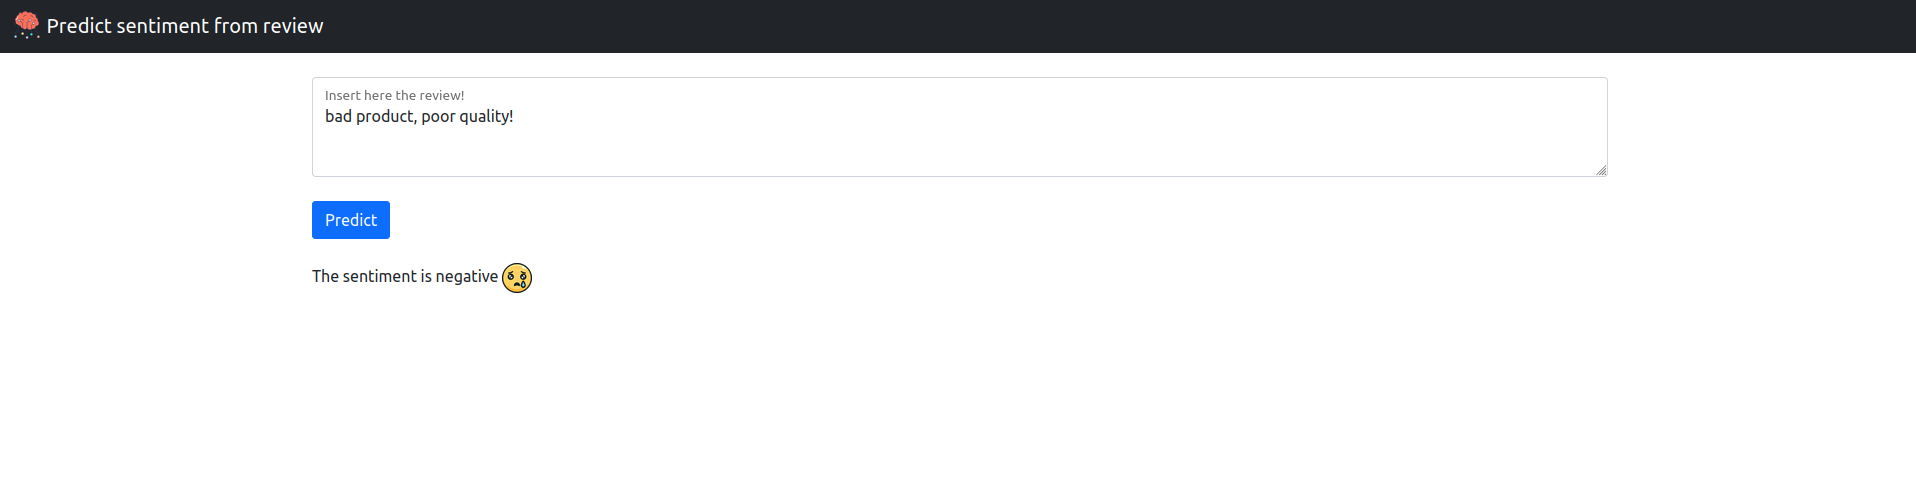 Predict sentiment from review
Insert here the review!
bad product, poor quality!
Predict
The sentiment is negative